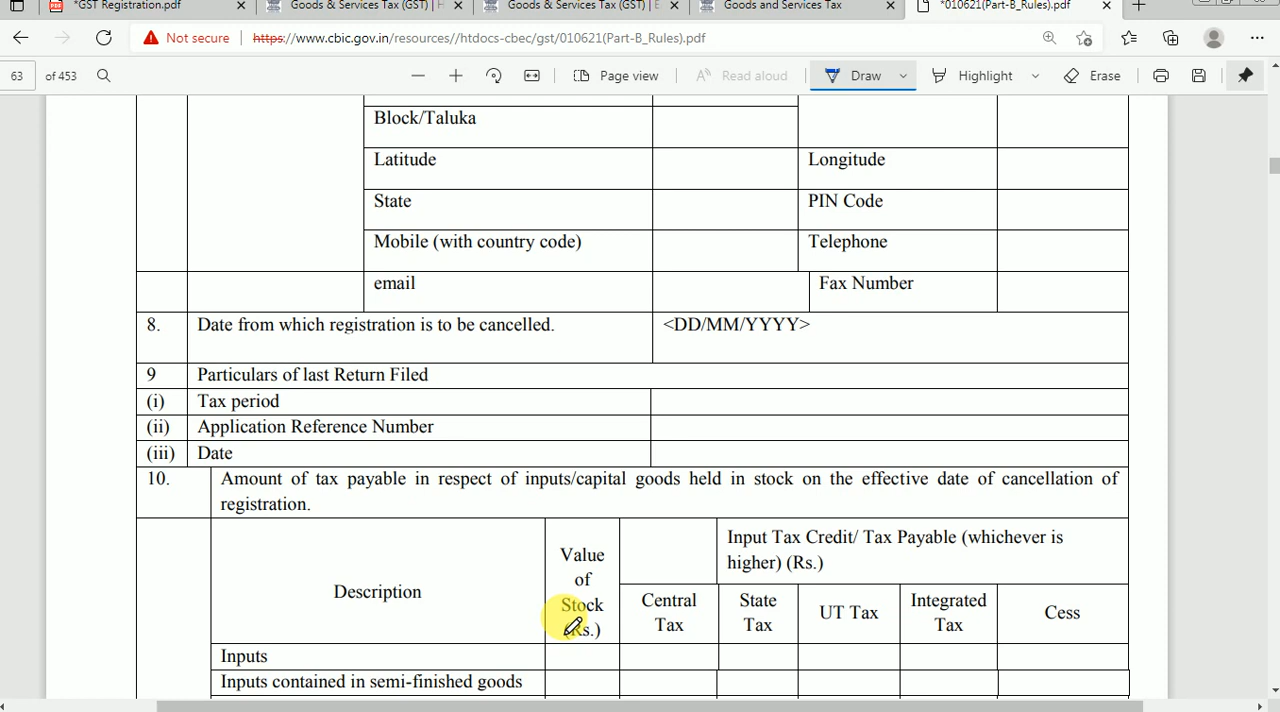 *GST Registration.pdf
Goods & Services Tax (GST) | H
Goods & Services Tax (GST) | E
Goods and Services Tax
*010621(Part-B_Rules).pdf
Not secure
https://www.cbic.gov.in/resources//htdocs-cbec/gst/010621(Part-B_Rules).pdf
63 of 453
Page view
Read aloud
Draw
Highlight
Erase
Block/Taluka
Latitude Longitude
State PIN Code
Mobile (with country code) Telephone
email Fax Number
8. Date from which registration is to be cancelled. <DD/MM/YYYY>
9 Particulars of last Return Filed
(i) Tax period
(ii) Application Reference Number
(iii) Date
10. Amount of tax payable in respect of inputs/capital goods held in stock on the effective date of cancellation of
registration.
Description
Value
of
Stock
(Rs.)
Input Tax Credit/ Tax Payable (whichever is
higher) (Rs.)
Central
Tax
State
Tax
UT Tax
Integrated
Tax
Cess
Inputs
Inputs contained in semi-finished goods